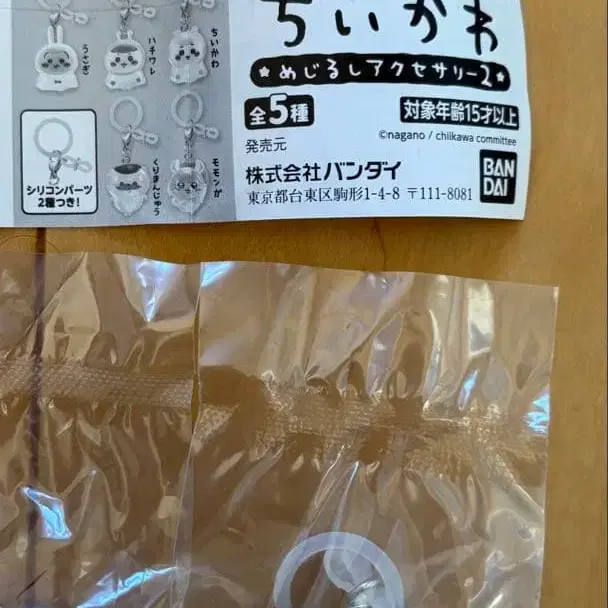 ちいかわ
★めじるしアクセサリー2★
全5種
対象年齢15才以上
©nagano / chiikawa committee
発売元
株式会社バンダイ
東京都台東区駒形1-4-8 〒111-8081
BAN
DAI
うさぎ
ハチワレ
ちいかわ
シリコンパーツ
2種つき!
くりまんじゅう
モモンガ